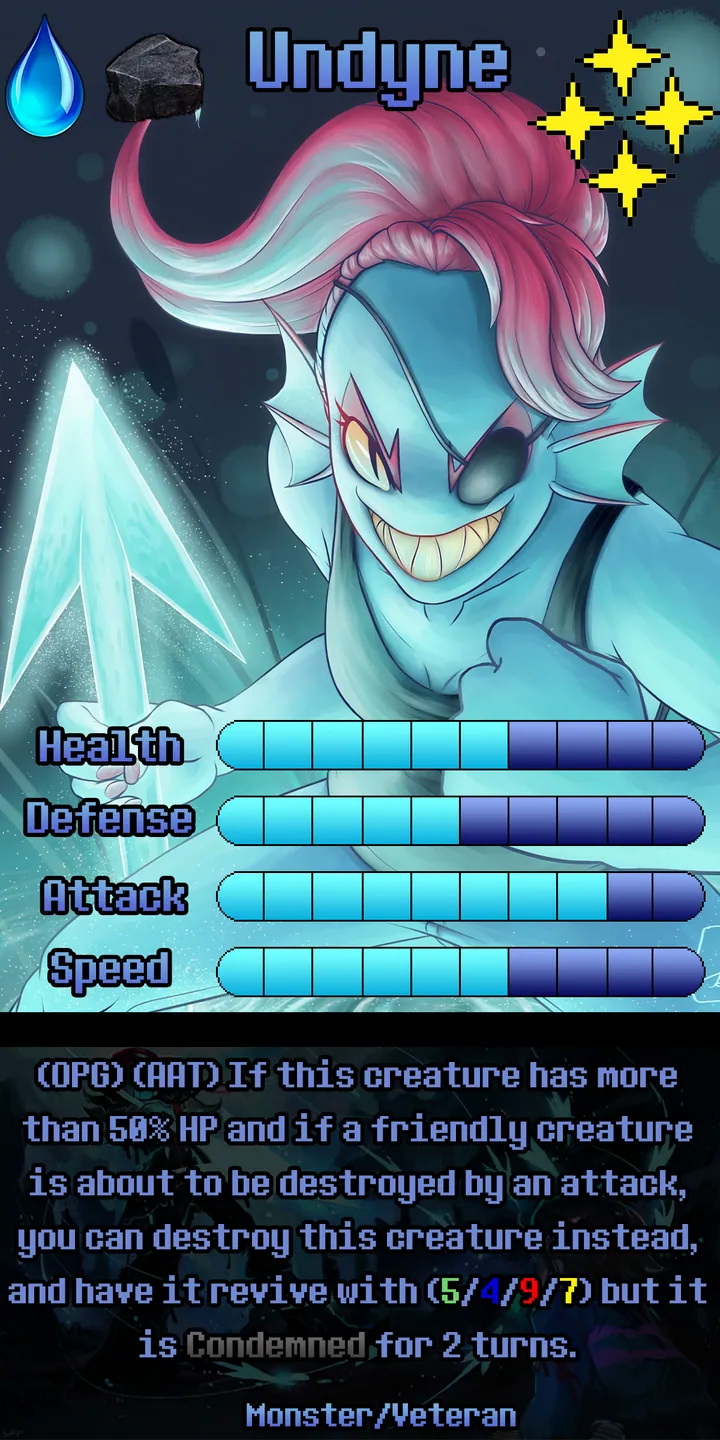 Undyne
Health
Defense
Attack
Speed
(OPG)(AAT) If this creature has more
than 50% HP and if a friendly creature
is about to be destroyed by an attack,
you can destroy this creature instead,
and have it revive with (5/4/9/7) but it
is Condemned for 2 turns.
Monster/Veteran